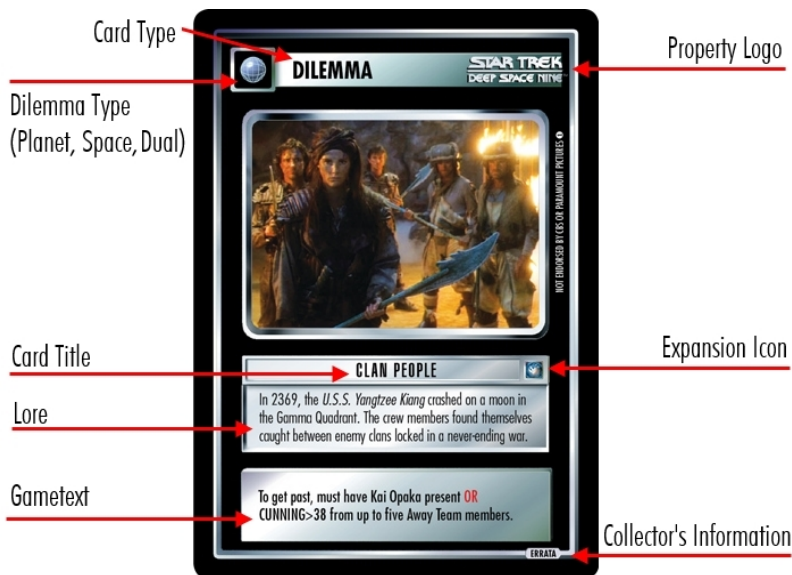 Card Type
Property Logo
DILEMMA
STAR TREK
DEEP SPACE NINE™
Dilemma Type
(Planet, Space, Dual)
NOT ENDORSED BY CBS OR PARAMOUNT PICTURES
Card Title
CLAN PEOPLE
Expansion Icon
Lore
In 2369, the U.S.S. Yangtzee Kiang crashed on a moon in
the Gamma Quadrant. The crew members found themselves
caught between enemy clans locked in a never-ending war.
Gametext
To get past, must have Kai Opaka present OR
CUNNING>38 from up to five Away Team members.
Collector's Information
ERRATA